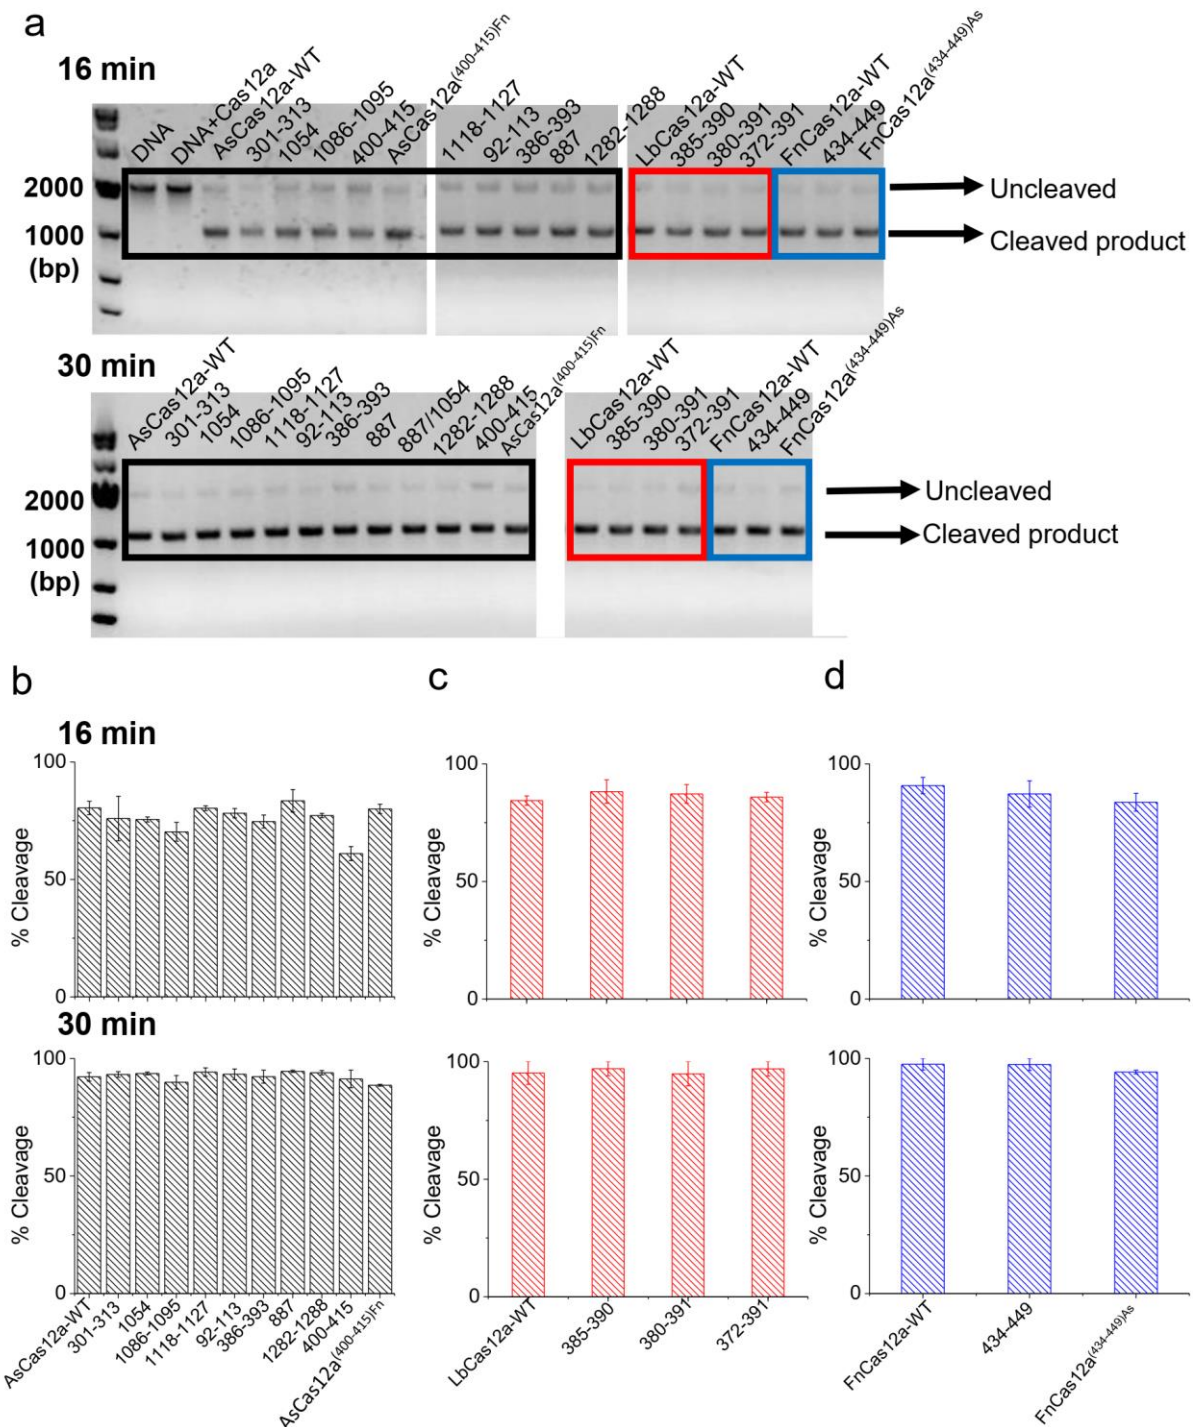 a
16 min
DNA
DNA+Cas12a
AsCas12a-WT
301-313
1054
1086-1095
400-415
AsCas12a(400-415)Fn
1118-1127
92-113
386-393
887
1282-1288
LbCas12a-WT
385-390
380-391
372-391
FnCas12a-WT
434-449
FnCas12a(434-449)As
2000
1000
(bp)
Uncleaved
Cleaved product
30 min
AsCas12a-WT
301-313
1054
1086-1095
1118-1127
92-113
386-393
887
887/1054
1282-1288
400-415
AsCas12a(400-415)Fn
LbCas12a-WT
385-390
380-391
372-391
FnCas12a-WT
434-449
FnCas12a(434-449)As
2000
1000
(bp)
Uncleaved
Cleaved product
b
16 min
% Cleavage
100
50
0
30 min
% Cleavage
100
50
0
AsCas12a-WT
301-313
1054
1086-1095
1118-1127
92-113
386-393
887
1282-1288
400-415
AsCas12a(400-415)Fn
c
% Cleavage
100
50
0
% Cleavage
100
50
0
LbCas12a-WT
385-390
380-391
372-391
d
% Cleavage
100
50
0
% Cleavage
100
50
0
FnCas12a-WT
434-449
FnCas12a(434-449)As